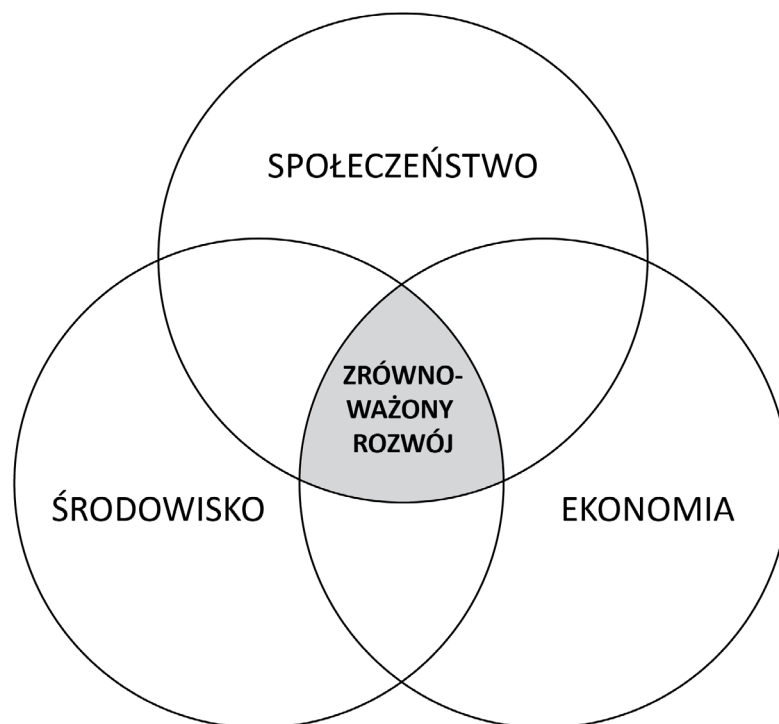 SPOŁECZEŃSTWO
ZRÓWNO-
WAŻONY
ROZWÓJ
ŚRODOWISKO
EKONOMIA